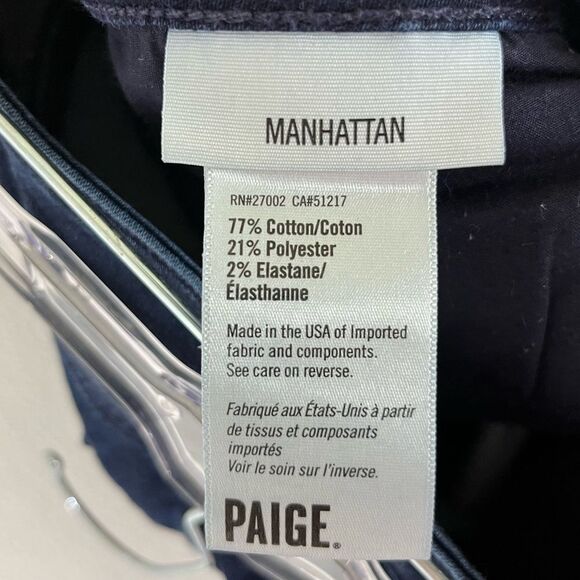 MANHATTAN
RN#27002 CA#51217
77% Cotton/Coton
21% Polyester
2% Elastane/
Élasthanne
Made in the USA of Imported
fabric and components.
See care on reverse.
Fabriqué aux États-Unis à partir
de tissus et composants
importés
Voir le soin sur l'inverse.
PAIGE®